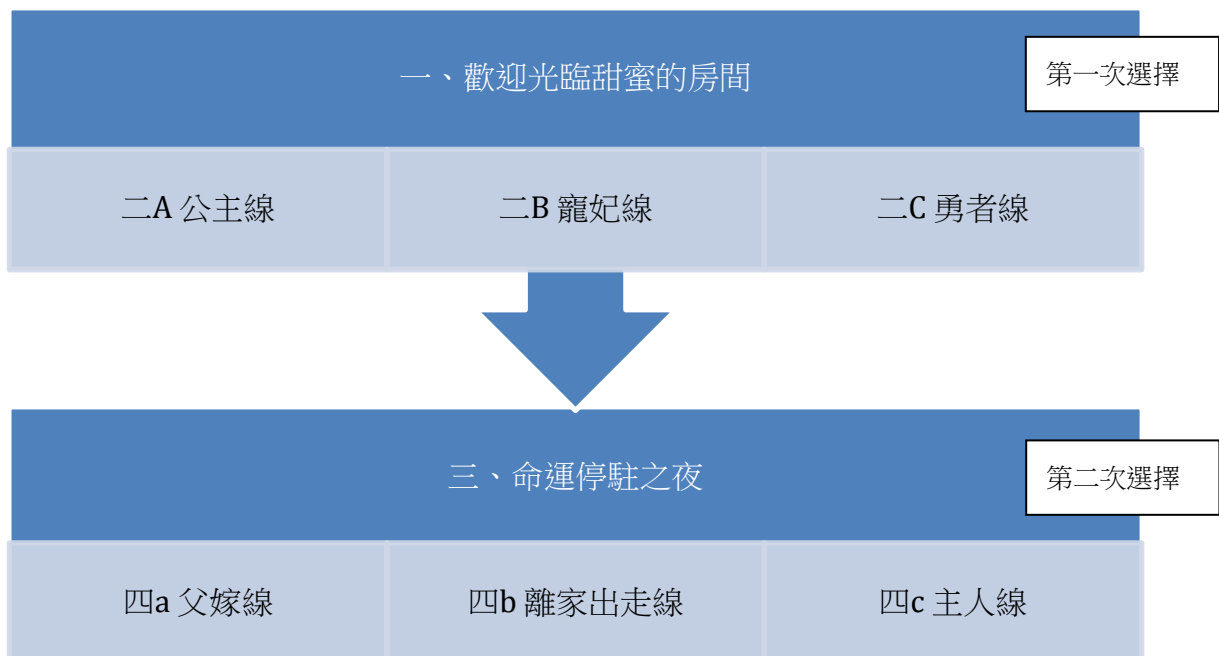 一、歡迎光臨甜蜜的房間
第一次選擇
二A 公主線
二B 寵妃線
二C 勇者線
三、命運停駐之夜
第二次選擇
四a 父嫁線
四b 離家出走線
四c 主人線